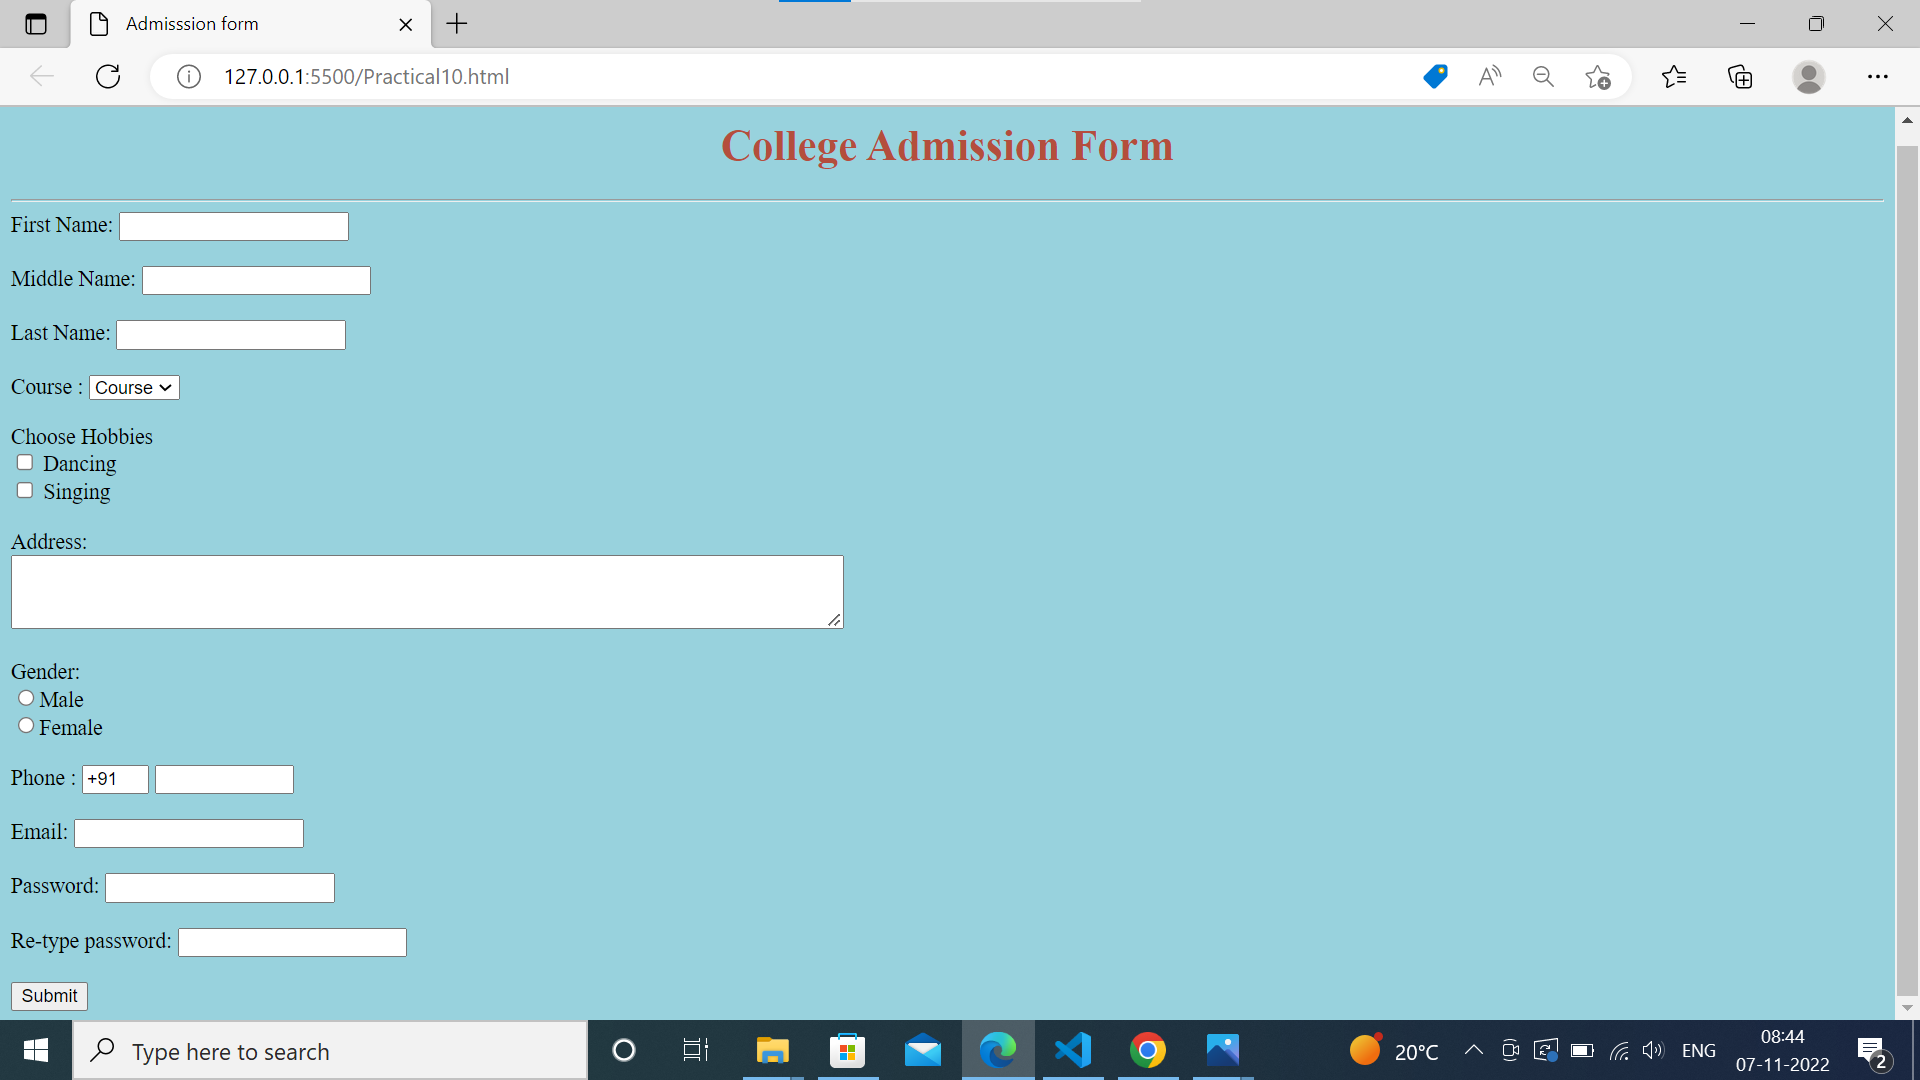 Admisssion form
127.0.0.1:5500/Practical10.html
College Admission Form
First Name:
Middle Name:
Last Name:
Course : Course
Choose Hobbies
Dancing
Singing
Address:
Gender:
Male
Female
Phone : +91
Email:
Password:
Re-type password:
Submit
Type here to search
20°C
ENG
08:44
07-11-2022
2